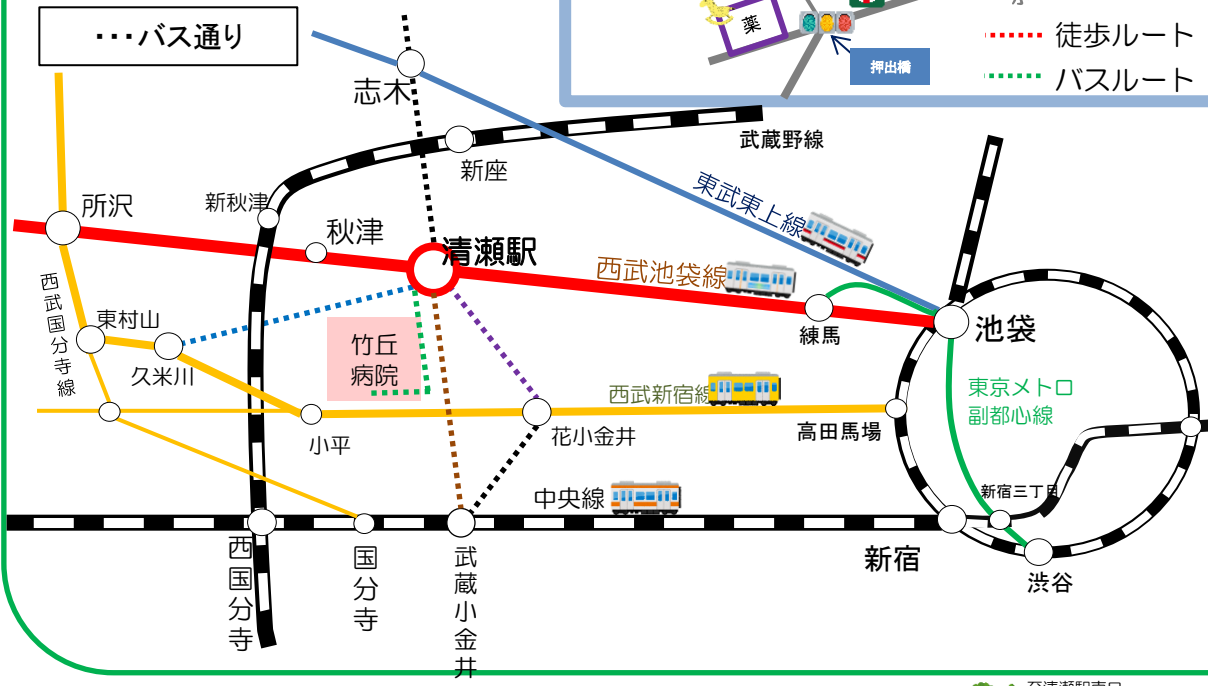 ・・・バス通り
薬
押出橋
徒歩ルート
バスルート
志木
新座
武蔵野線
所沢
新秋津
秋津
清瀬駅
東武東上線
西武池袋線
練馬
池袋
西武国分寺線
東村山
久米川
竹丘
病院
西武新宿線
東京メトロ
副都心線
高田馬場
小平
花小金井
中央線
新宿三丁目
新宿
渋谷
西国分寺
国分寺
武蔵小金井